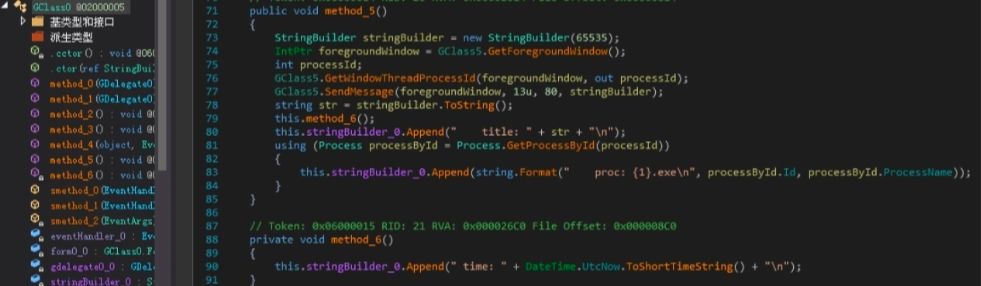 GClass0 @02000005
基类型和接口
派生类型
.cctor() : void @060
.ctor(ref StringBui
method_0(GDelegate0
method_1(GDelegate0
method_2() : void @0
method_3() : void @0
method_4(object, Eve
method_5() : void @0
method_6() : void @0
smethod_0(EventHandl
smethod_1(EventHand
smethod_2(EventArgs
eventHandler_0 : Eve
form0_0 : GClass0.Fo
gdelegate0_0 : GDele
stringBuilder_0 : S
71 public void method_5()
72 {
73 StringBuilder stringBuilder = new StringBuilder(65535);
74 IntPtr foregroundWindow = GClass5.GetForegroundWindow();
75 int processId;
76 GClass5.GetWindowThreadProcessId(foregroundWindow, out processId);
77 GClass5.SendMessage(foregroundWindow, 13u, 80, stringBuilder);
78 string str = stringBuilder.ToString();
79 this.method_6();
80 this.stringBuilder_0.Append("    title: " + str + "\n");
81 using (Process processById = Process.GetProcessById(processId))
82 {
83 this.stringBuilder_0.Append(string.Format("    proc: {1}.exe\n", processById.Id, processById.ProcessName));
84 }
85 }
86
87 // Token: 0x06000015 RID: 21 RVA: 0x000026C0 File Offset: 0x000008C0
88 private void method_6()
89 {
90 this.stringBuilder_0.Append(" time: " + DateTime.UtcNow.ToShortTimeString() + "\n");
91 }